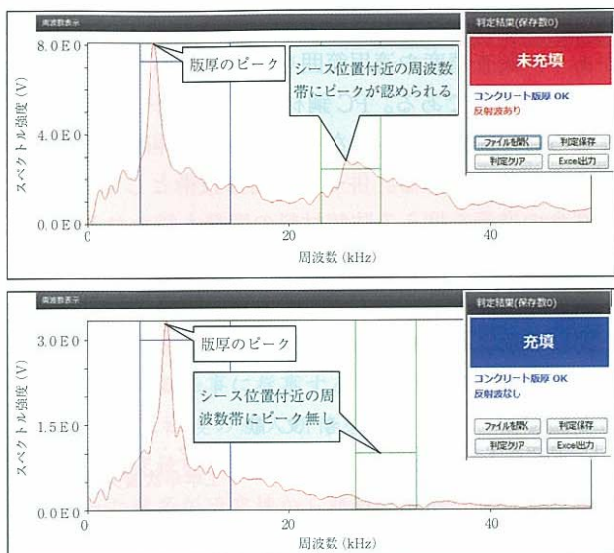 周波数表示
8.0E0
4.0E0
0.0E0
スペクトル強度 (V)
版厚のピーク
シース位置付近の周波数
帯にピークが認められる
0
20
40
周波数 (kHz)
判定結果(保存数0)
未充填
コンクリート版厚 OK
反射波あり
ファイルを開く
判定保存
判定クリア
Excel出力
周波数表示
3.0E0
1.5E0
0.0E0
スペクトル強度 (V)
版厚のピーク
シース位置付近の周
波数帯にピーク無し
0
20
40
周波数 (kHz)
判定結果(保存数0)
充填
コンクリート版厚 OK
反射波なし
ファイルを開く
判定保存
判定クリア
Excel出力